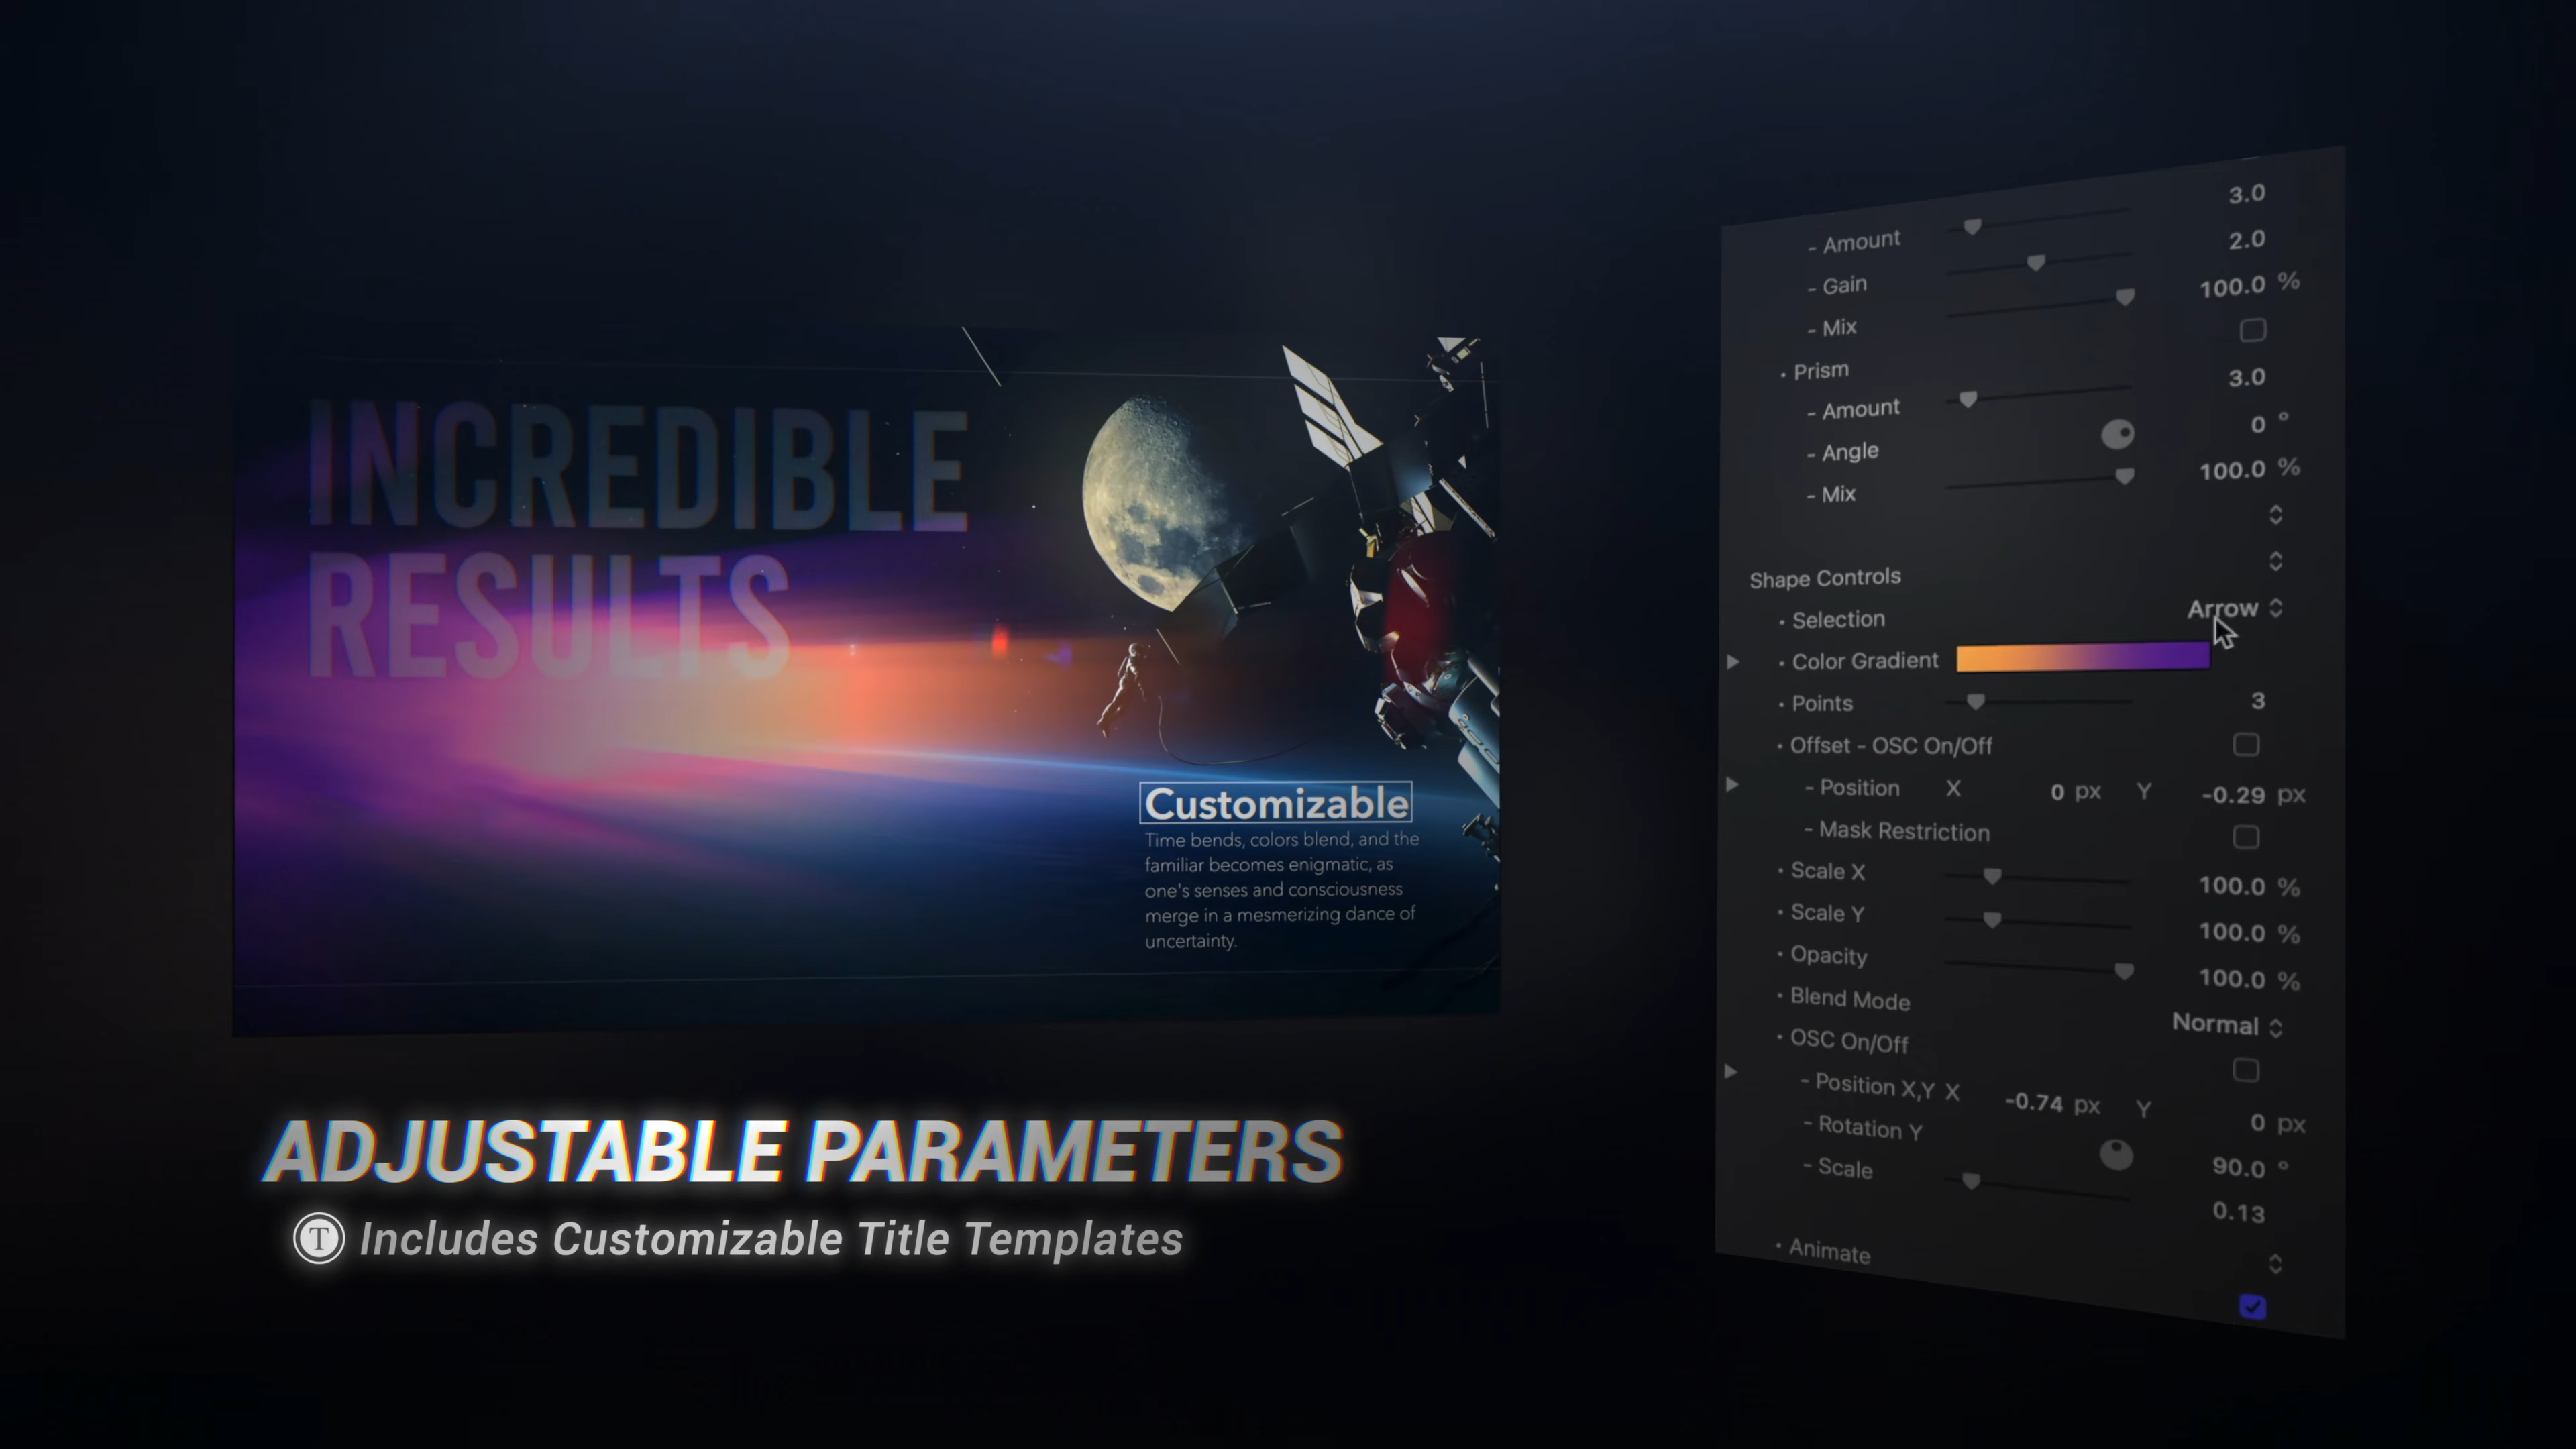 INCREDIBLE
RESULTS
Customizable
Time bends, colors blend, and the
familiar becomes enigmatic, as
one's senses and consciousness
merge in a mesmerizing dance of
uncertainty.
ADJUSTABLE PARAMETERS
T Includes Customizable Title Templates
- Amount 3.0
- Gain 2.0
- Mix 100.0 %
• Prism
- Amount 3.0
- Angle 0 °
- Mix 100.0 %
Shape Controls
• Selection Arrow
• Color Gradient
• Points 3
• Offset - OSC On/Off
- Position X 0 px Y -0.29 px
- Mask Restriction
• Scale X 100.0 %
• Scale Y 100.0 %
• Opacity 100.0 %
• Blend Mode Normal
• OSC On/Off
- Position X,Y X -0.74 px Y 0 px
- Rotation Y 90.0 °
- Scale 0.13
• Animate